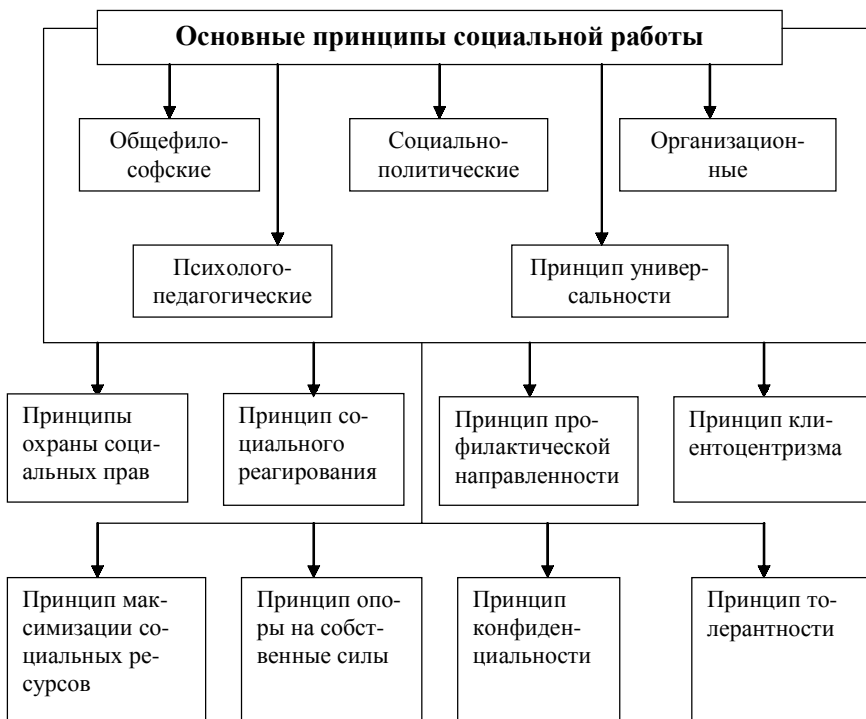 Основные принципы социальной работы
Общефило-
софские
Социально-
политические
Организацион-
ные
Психолого-
педагогические
Принцип универ-
сальности
Принципы
охраны соци-
альных прав
Принцип со-
циального
реагирования
Принцип про-
филактической
направленности
Принцип кли-
ентоцентризма
Принцип мак-
симизации со-
циальных ре-
сурсов
Принцип опо-
ры на собст-
венные силы
Принцип
конфиден-
циальности
Принцип то-
лерантности